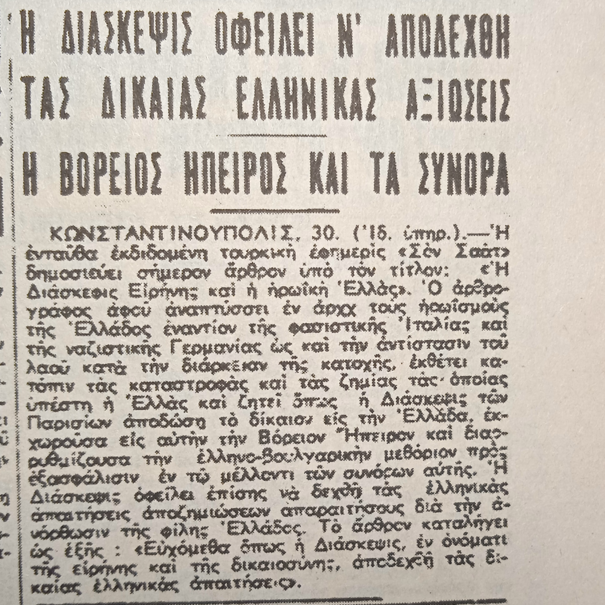 Ἡ ΔΙΑΣΚΕΨΙΣ ΟΦΕΙΛΕΙ Ν' ΑΠΟΔΕΧΘΗ
ΤΑΣ ΔΙΚΑΙΑΣ ΕΛΛΗΝΙΚΑΣ ΑΞΙΩΣΕΙΣ
Η ΒΟΡΕΙΟΣ ΗΠΕΙΡΟΣ ΚΑΙ ΤΑ ΣΥΝΟΡΑ
ΚΩΝΣΤΑΝΤΙΝΟΥΠΟΛΙΣ, 30. (Ἰδ. ὑπηρ.).—Ἡ
ἐνταῦθα ἐκδιδομένη τουρκικὴ ἐφημερὶς «Σὸν Σαὰτ»
δημοσιεύει σήμερον ἄρθρον ὑπὸ τὸν τίτλον: «Ἡ
Διάσκεψις Εἰρήνης καὶ ἡ ἡρωϊκὴ Ἑλλὰς». Ὁ ἀρθρο-
γράφος ἀφοῦ ἀναπτύσσει ἐν ἀρχῇ τοὺς ἡρωϊσμοὺς
τῆς Ἑλλάδος ἐναντίον τῆς φασιστικῆς Ἰταλίας καὶ
τῆς ναζιστικῆς Γερμανίας ὡς καὶ τὴν ἀντίστασιν τοῦ
λαοῦ κατὰ τὴν διάρκειαν τῆς κατοχῆς, ἐκθέτει κα-
τόπιν τὰς καταστροφὰς καὶ τὰς ζημίας τὰς ὁποίας
ὑπέστη ἡ Ἑλλὰς καὶ ζητεῖ ὅπως ἡ Διάσκεψις τῶν
Παρισίων ἀποδώσῃ τὸ δίκαιον εἰς τὴν Ἑλλάδα, ἐκ-
χωροῦσα εἰς αὐτὴν τὴν Βόρειον Ἤπειρον καὶ διαρ-
ρυθμίζουσα τὴν ἑλληνο-βουλγαρικὴν μεθόριον πρὸς
ἐξασφάλισιν ἐν τῷ μέλλοντι τῶν συνόρων αὐτῆς. Ἡ
Διάσκεψις ὀφείλει ἐπίσης νὰ δεχθῇ τὰς ἑλληνικὰς
ἀπαιτήσεις ἀποζημιώσεων ἀπαραιτήσους διὰ τὴν ἀ-
νόρθωσιν τῆς φίλης Ἑλλάδος. Τὸ ἄρθρον καταλήγει
ὡς ἑξῆς : «Εὐχόμεθα ὅπως ἡ Διάσκεψις, ἐν ὀνόματι
τῆς εἰρήνης καὶ τῆς δικαιοσύνης, ἀποδεχθῇ τὰς δι-
καίας ἑλληνικὰς ἀπαιτήσεις».